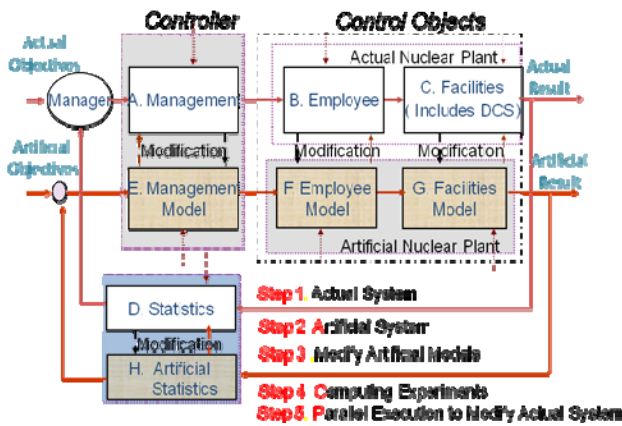 Controller
Control Objects
Actual
Objectives
Actual Nuclear Plant
Manager
A. Management
B. Employee
C. Facilities
( Includes DCS)
Actual
Result
Artificial
Objectives
Modification
Modification
Modification
Artificial
Result
E. Management
Model
F. Employee
Model
G. Facilities
Model
Artificial Nuclear Plant
D. Statistics
Modification
H. Artificial
Statistics
Step 1. Actual System
Step 2. Artificial System
Step 3. Modify Artificial Models
Step 4. Computing Experiments
Step 5. Parallel Execution to Modify Actual System